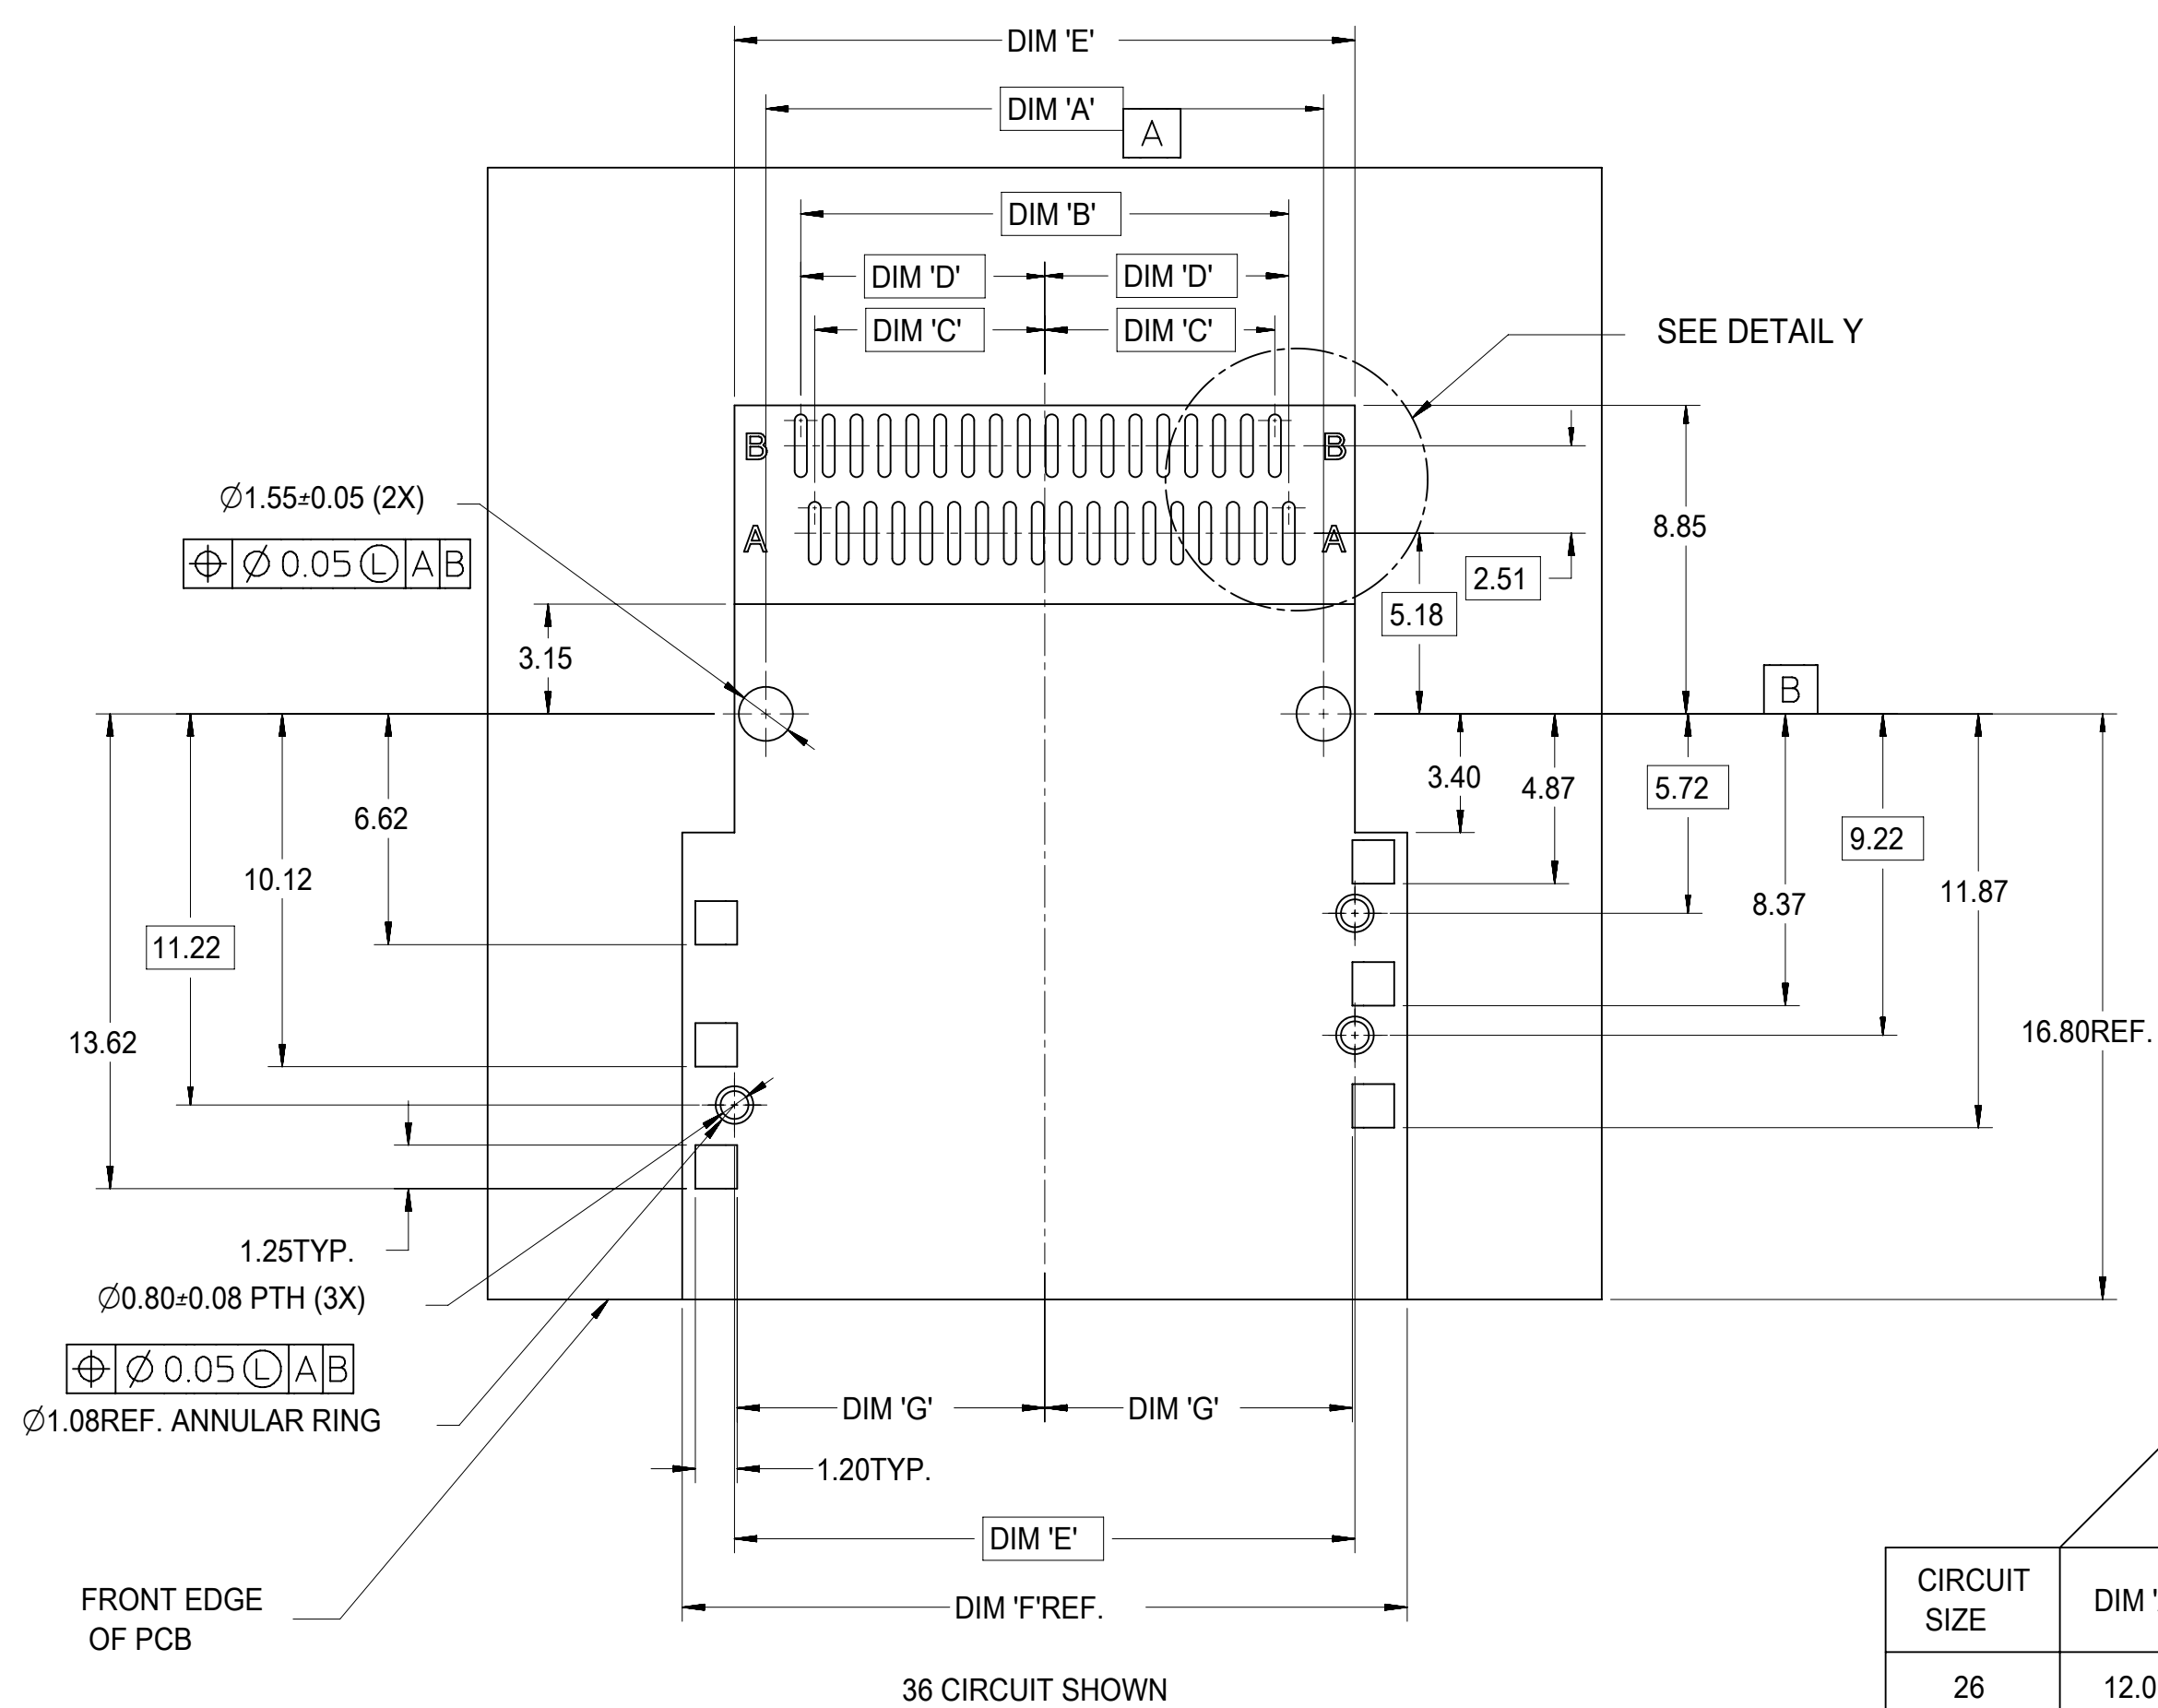 DIM 'E'
DIM 'A'
A
DIM 'B'
DIM 'D' DIM 'D'
DIM 'C' DIM 'C'
SEE DETAIL Y
B B
A A
Ø1.55±0.05 (2X)
⌖ Ø 0.05 Ⓛ A B
8.85
2.51
5.18
3.15
B
3.40
4.87
5.72
6.62
9.22
10.12
11.87
8.37
11.22
13.62
16.80REF.
1.25TYP.
Ø0.80±0.08 PTH (3X)
⌖ Ø 0.05 Ⓛ A B
Ø1.08REF. ANNULAR RING
DIM 'G' DIM 'G'
1.20TYP.
DIM 'E'
DIM 'F'REF.
FRONT EDGE
OF PCB
36 CIRCUIT SHOWN
CIRCUIT
SIZE
DIM '
26 12.0